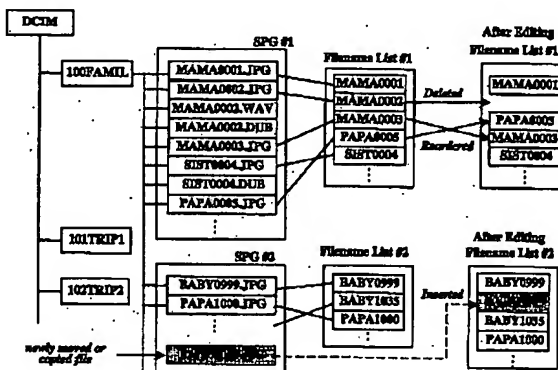 DCIM
100FAMIL
101TRIP1
102TRIP2
newly moved or
copied file
SPG #1
MAMA0001.JPG
MAMA0002.JPG
MAMA0002.WAV
MAMA0002.DUB
MAMA0003.JPG
SIST0004.JPG
SIST0004.DUB
PAPA0005.JPG
Filename List #1
MAMA0001
MAMA0002
MAMA0003
PAPA0005
SIST0004
Deleted
Reordered
After Editing
Filename List #1
MAMA0001
PAPA0005
MAMA0003
SIST0004
SPG #2
BABY0999.JPG
PAPA1000.JPG
Filename List #2
BABY0999
BABY1035
PAPA1000
Inserted
After Editing
Filename List #2
BABY0999
BABY1035
PAPA1000